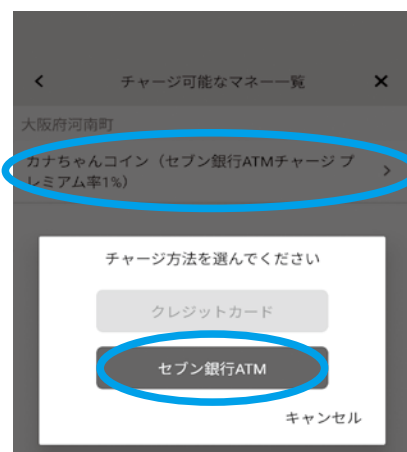 チャージ可能なマネー一覧
大阪府河南町
カナちゃんコイン（セブン銀行ATMチャージ プ
レミアム率1%）
チャージ方法を選んでください
クレジットカード
セブン銀行ATM
キャンセル